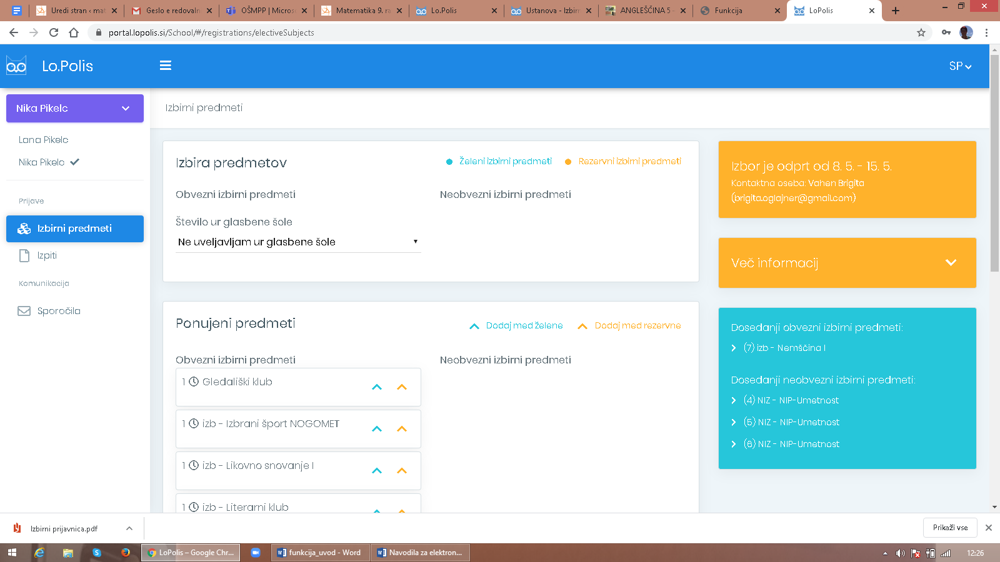 Uredi stran ‹ mat
Geslo e redovaln
OŠMPP | Micros
Matematika 9. ra
Lo.Polis
Ustanova - Izbirn
ANGLEŠČINA 5 -
Funkcija
LoPolis
portal.lopolis.si/School/#/registrations/electiveSubjects
Lo.Polis
SP
Nika Pikelc
Lana Pikelc
Nika Pikelc
Prijave
Izbirni predmeti
Izpiti
Komunikacija
Sporočila
Izbirni predmeti
Izbira predmetov
Želeni izbirni predmeti
Rezervni izbirni predmeti
Obvezni izbirni predmeti
Neobvezni izbirni predmeti
Število ur glasbene šole
Ne uveljavljam ur glasbene šole
Ponujeni predmeti
Dodaj med želene
Dodaj med rezervne
Obvezni izbirni predmeti
Neobvezni izbirni predmeti
1 Gledališki klub
1 izb - Izbrani šport NOGOMET
1 izb - Likovno snovanje I
1 izb - Literarni klub
Izbor je odprt od 8. 5. - 15. 5.
Kontaktna oseba: Vahen Brigita
(brigita.oglajner@gmail.com)
Več informacij
Dosedanji obvezni izbirni predmeti:
(7) izb - Nemščina I
Dosedanji neobvezni izbirni predmeti:
(4) NIZ - NIP-Umetnost
(5) NIZ - NIP-Umetnost
(6) NIZ - NIP-Umetnost
Izbirni prijavnica.pdf
Prikaži vse
LoPolis – Google Chr...
funkcija_uvod - Word
Navodila za elektron...
12:26